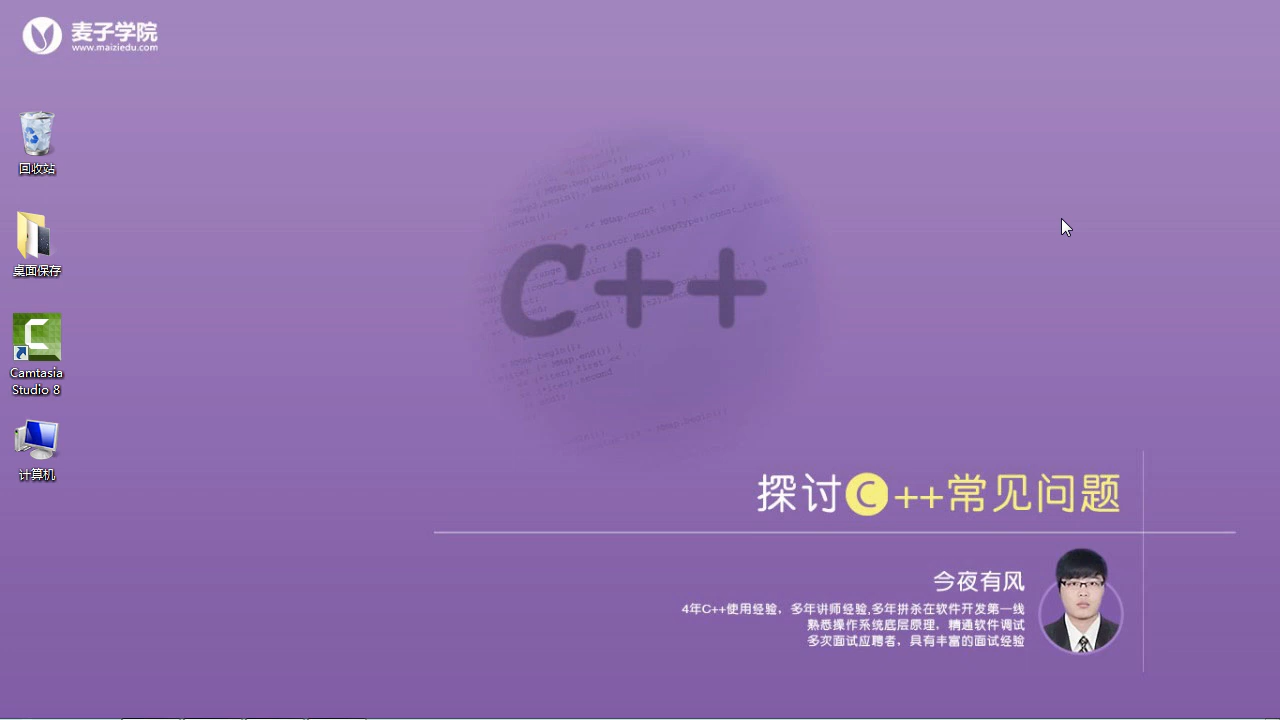 麦子学院
www.maiziedu.com
回收站
桌面保存
Camtasia
Studio 8
计算机
C++
探讨C++常见问题
今夜有风
4年C++使用经验，多年讲师经验,多年拼杀在软件开发第一线
熟悉操作系统底层原理，精通软件调试
多次面试应聘者，具有丰富的面试经验